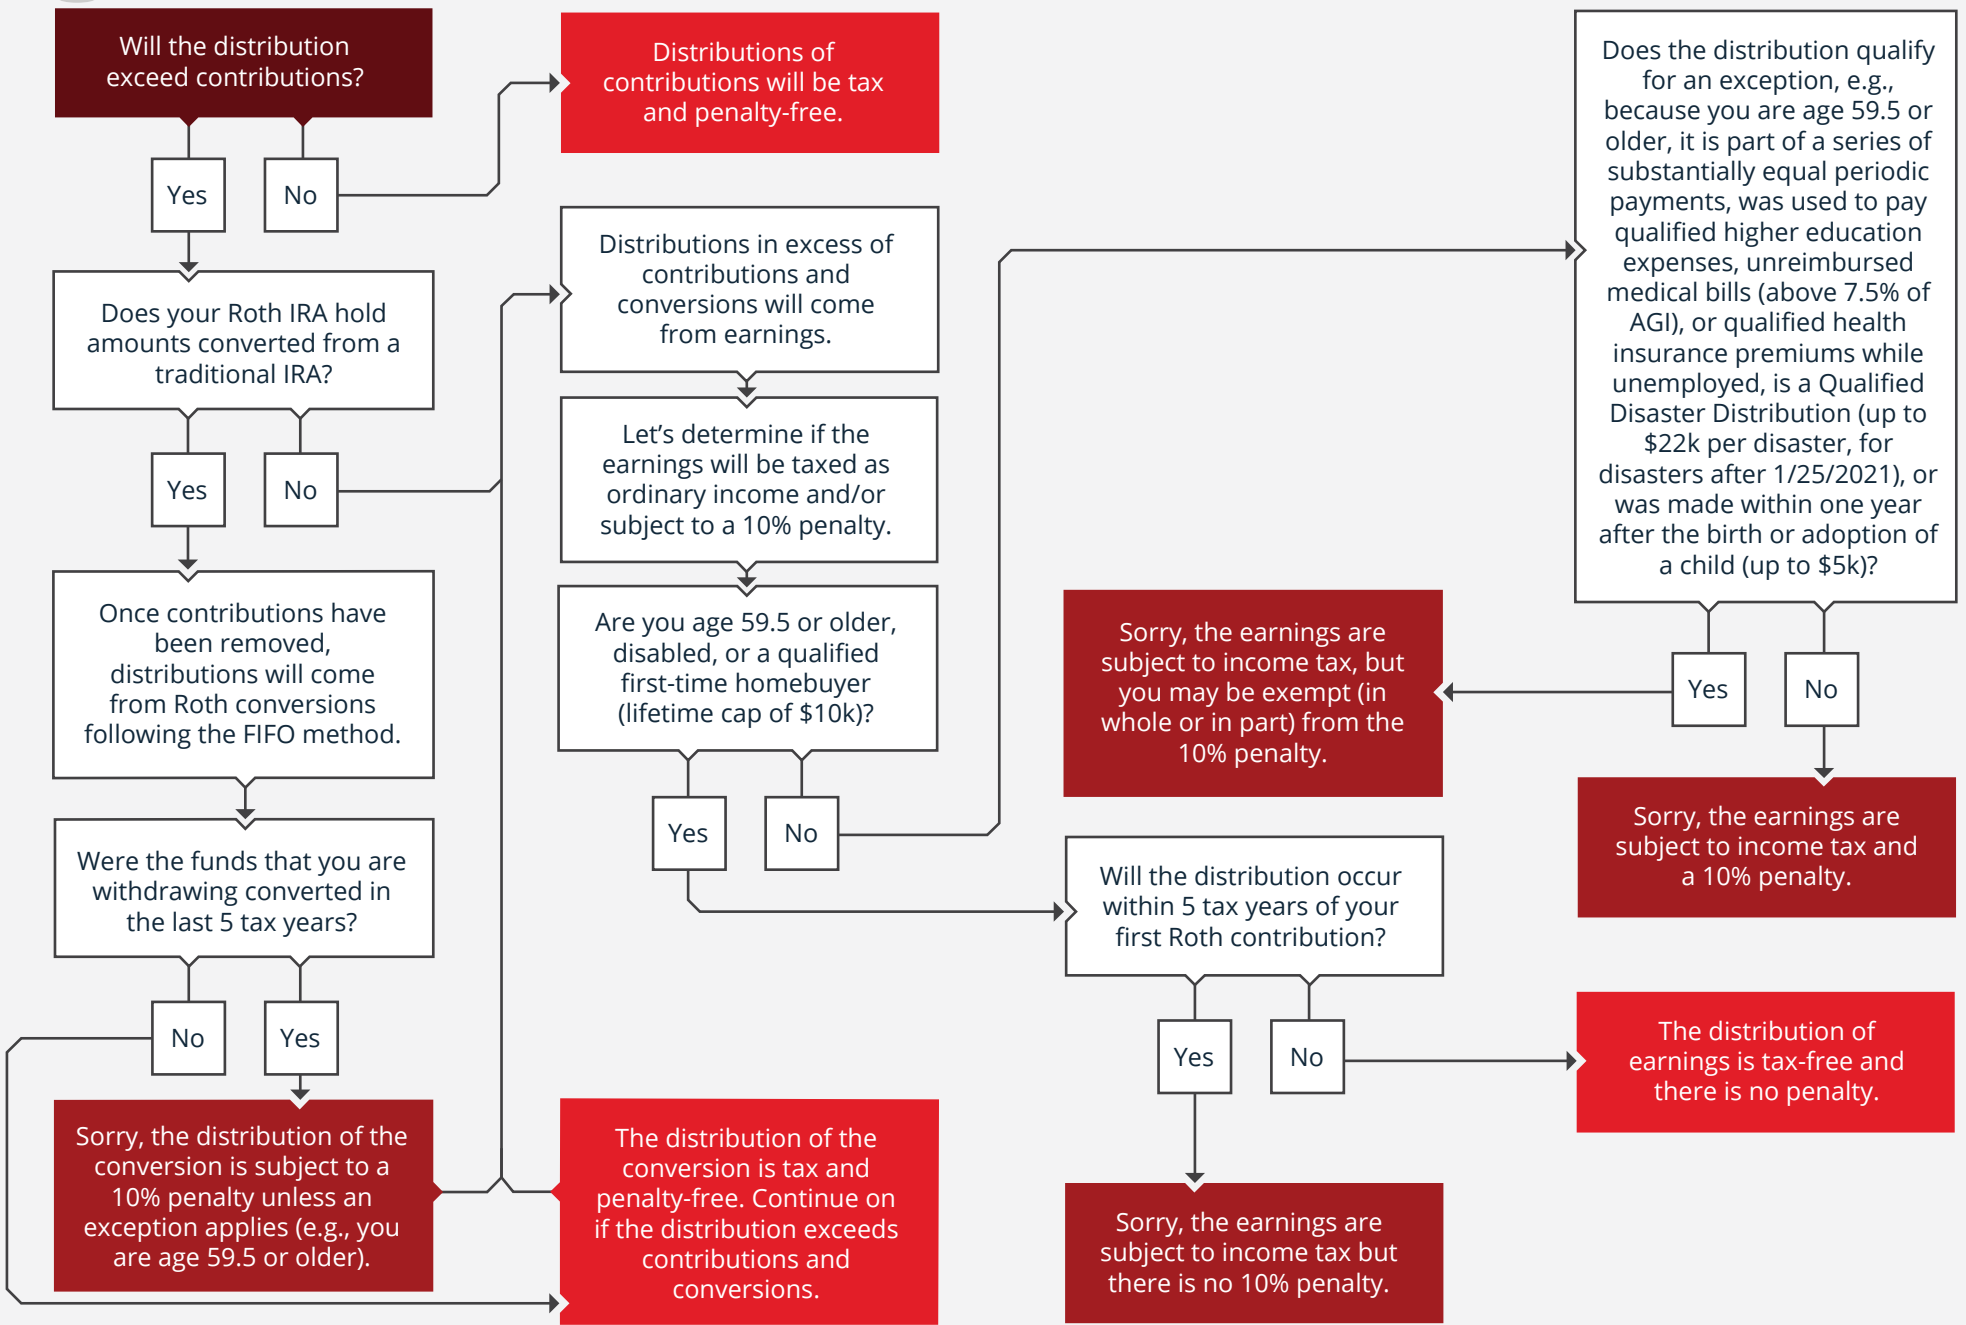 Will the distribution
exceed contributions?
Yes
No
Distributions of
contributions will be tax
and penalty-free.
Does your Roth IRA hold
amounts converted from a
traditional IRA?
Yes
No
Once contributions have
been removed,
distributions will come
from Roth conversions
following the FIFO method.
Were the funds that you are
withdrawing converted in
the last 5 tax years?
No
Yes
Sorry, the distribution of the
conversion is subject to a
10% penalty unless an
exception applies (e.g., you
are age 59.5 or older).
The distribution of the
conversion is tax and
penalty-free. Continue on
if the distribution exceeds
contributions and
conversions.
Distributions in excess of
contributions and
conversions will come
from earnings.
Let’s determine if the
earnings will be taxed as
ordinary income and/or
subject to a 10% penalty.
Are you age 59.5 or older,
disabled, or a qualified
first-time homebuyer
(lifetime cap of $10k)?
Yes
No
Will the distribution occur
within 5 tax years of your
first Roth contribution?
Yes
No
Sorry, the earnings are
subject to income tax but
there is no 10% penalty.
The distribution of
earnings is tax-free and
there is no penalty.
Does the distribution qualify
for an exception, e.g.,
because you are age 59.5 or
older, it is part of a series of
substantially equal periodic
payments, was used to pay
qualified higher education
expenses, unreimbursed
medical bills (above 7.5% of
AGI), or qualified health
insurance premiums while
unemployed, is a Qualified
Disaster Distribution (up to
$22k per disaster, for
disasters after 1/25/2021), or
was made within one year
after the birth or adoption of
a child (up to $5k)?
Yes
No
Sorry, the earnings are
subject to income tax, but
you may be exempt (in
whole or in part) from the
10% penalty.
Sorry, the earnings are
subject to income tax and
a 10% penalty.